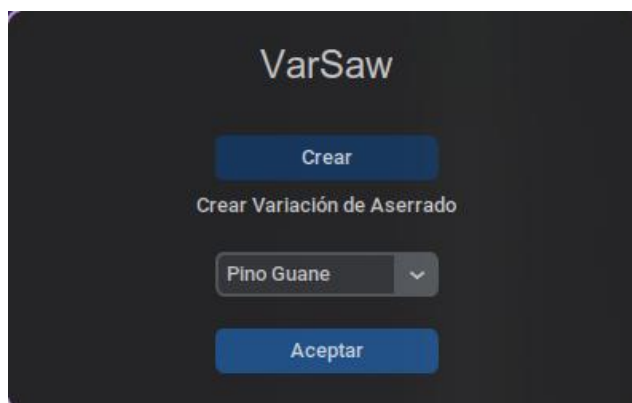 VarSaw
Crear
Crear Variación de Aserrado
Pino Guane
Aceptar